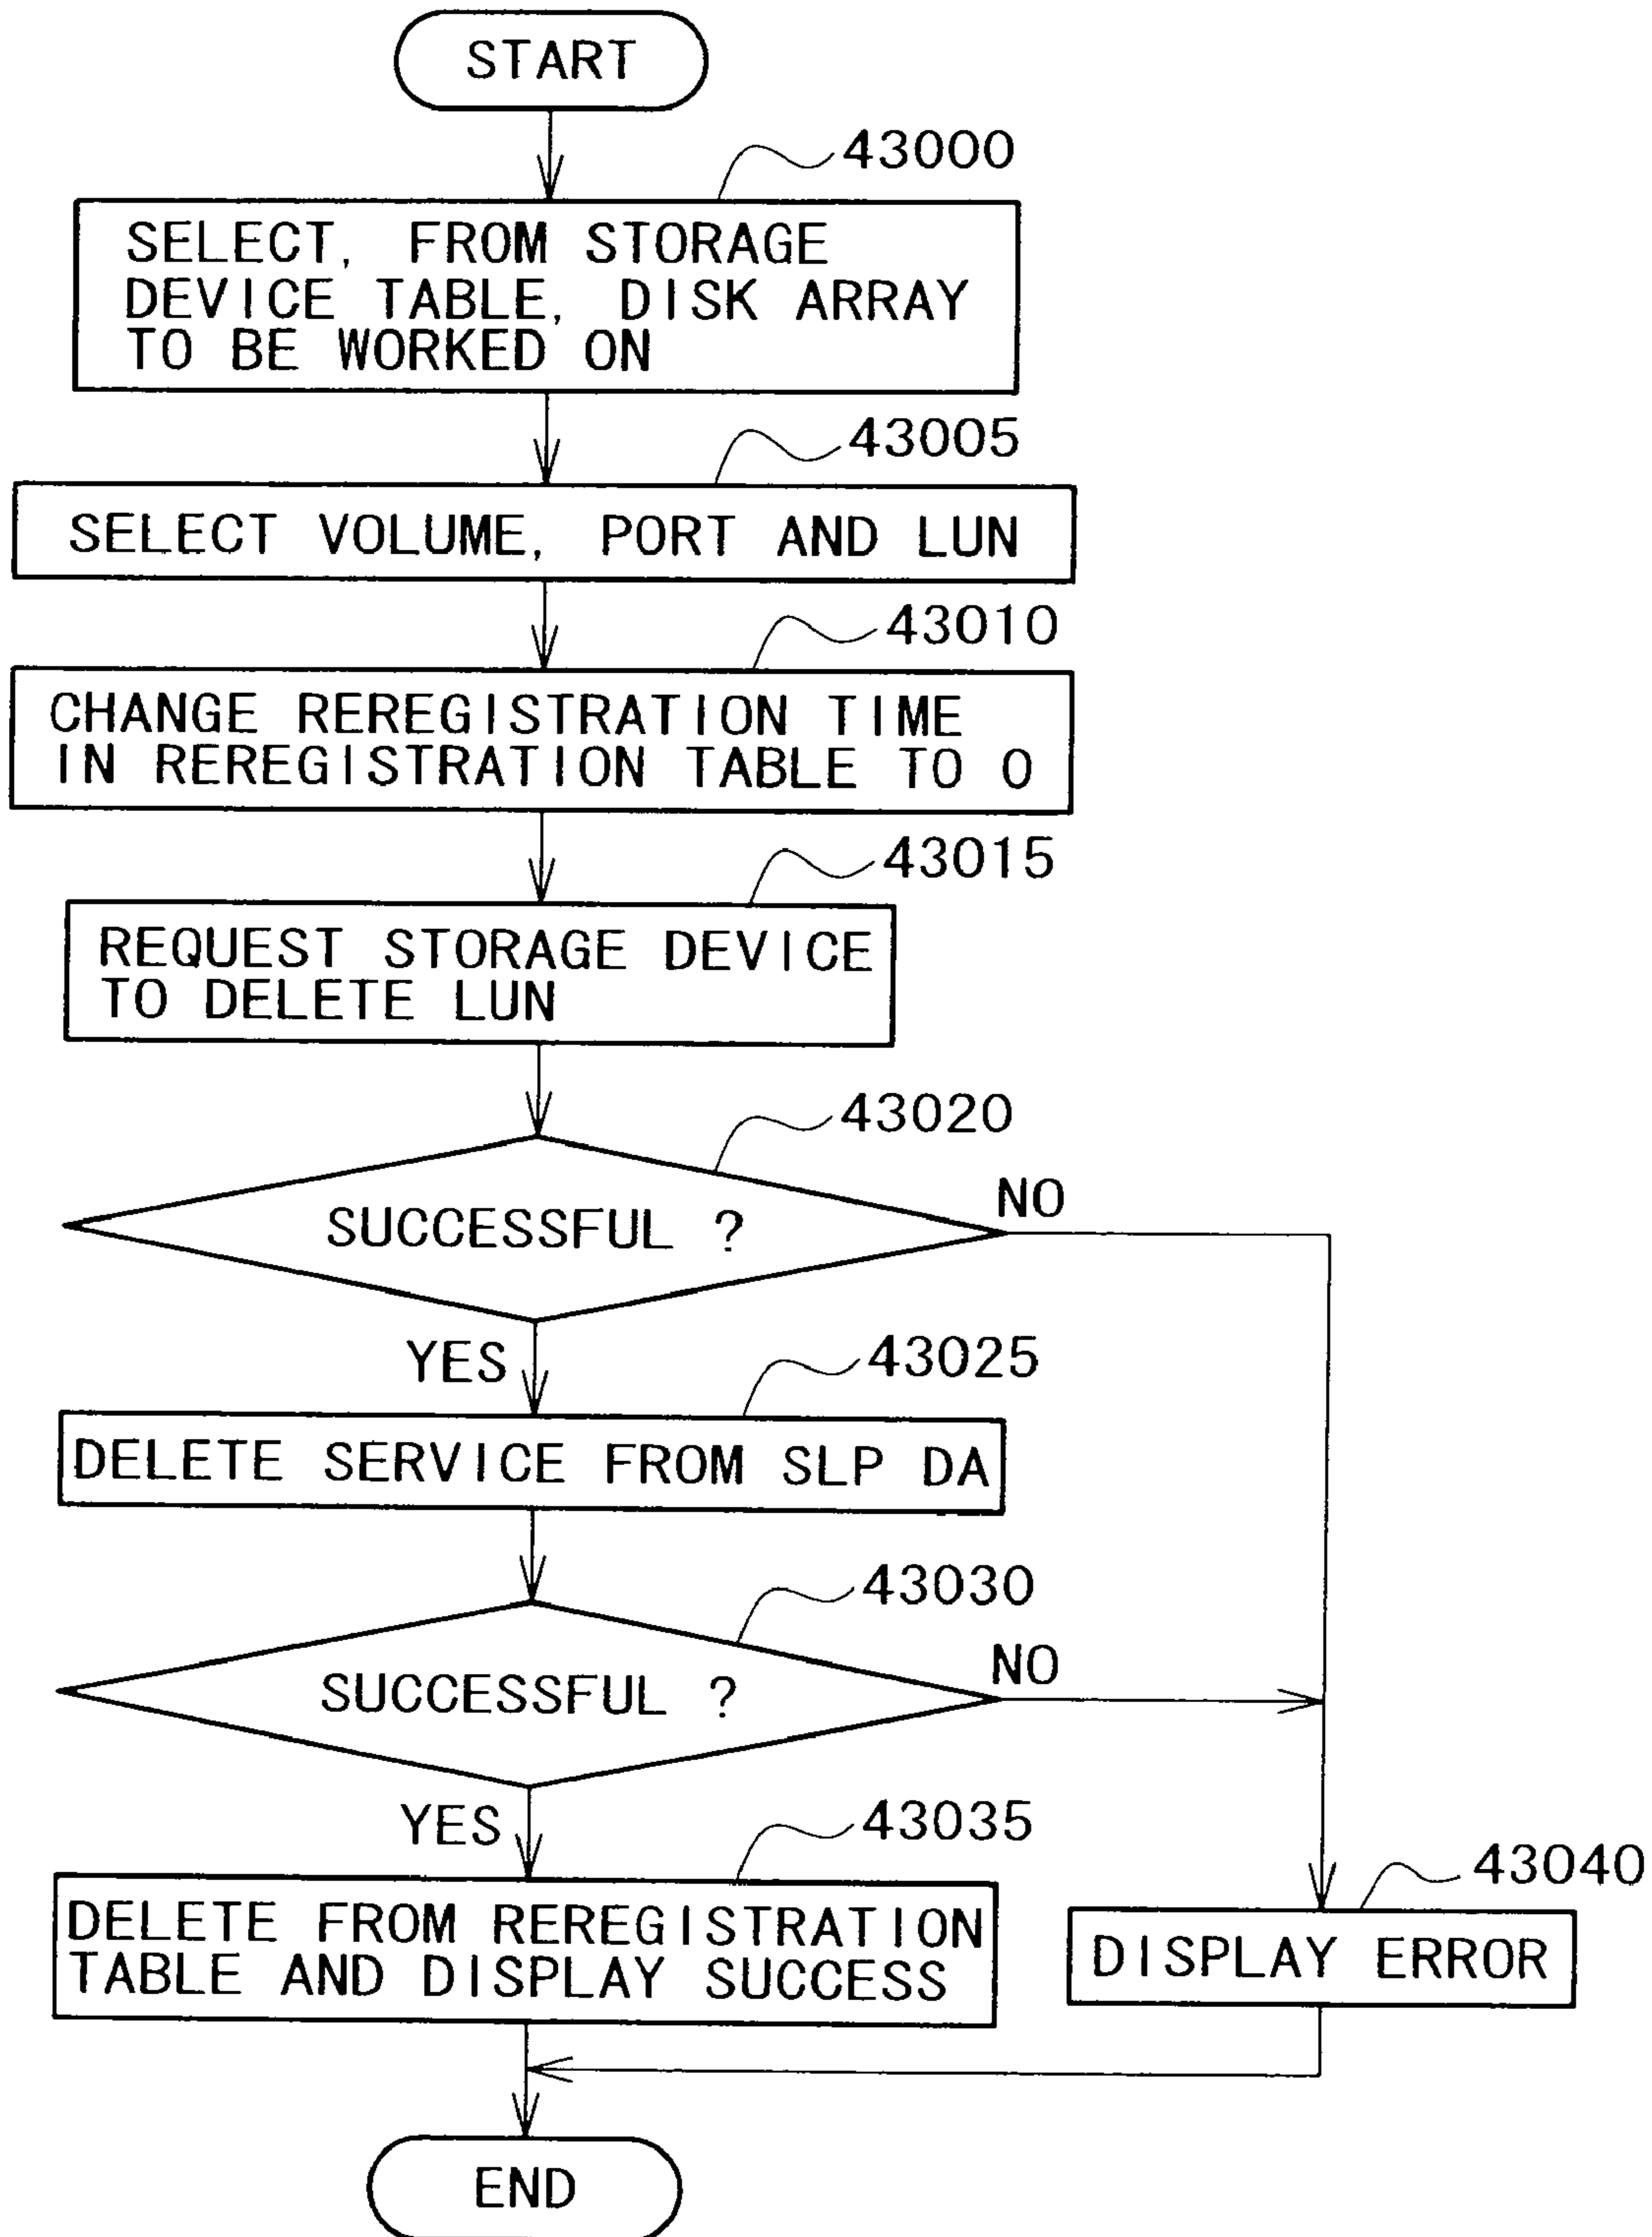 START
43000
SELECT, FROM STORAGE
DEVICE TABLE, DISK ARRAY
TO BE WORKED ON
43005
SELECT VOLUME, PORT AND LUN
43010
CHANGE REREGISTRATION TIME
IN REREGISTRATION TABLE TO 0
43015
REQUEST STORAGE DEVICE
TO DELETE LUN
43020
SUCCESSFUL ?
NO
YES
43025
DELETE SERVICE FROM SLP DA
43030
SUCCESSFUL ?
NO
YES
43035
DELETE FROM REREGISTRATION
TABLE AND DISPLAY SUCCESS
43040
DISPLAY ERROR
END